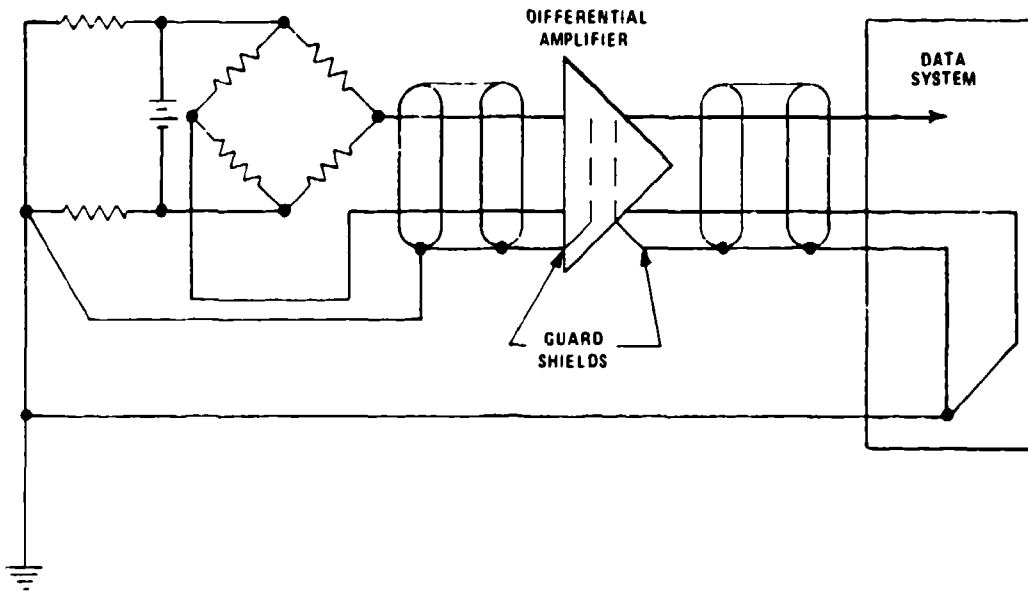 DIFFERENTIAL
AMPLIFIER
DATA
SYSTEM
GUARD
SHIELDS